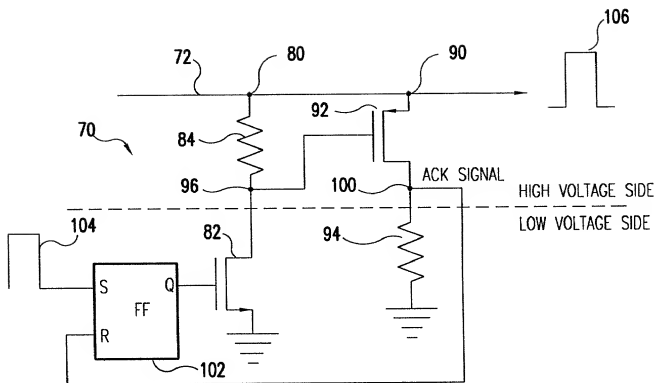 106
72
80
90
92
70
84
ACK SIGNAL
96
100
HIGH VOLTAGE SIDE
LOW VOLTAGE SIDE
104
82
94
S
Q
FF
R
102